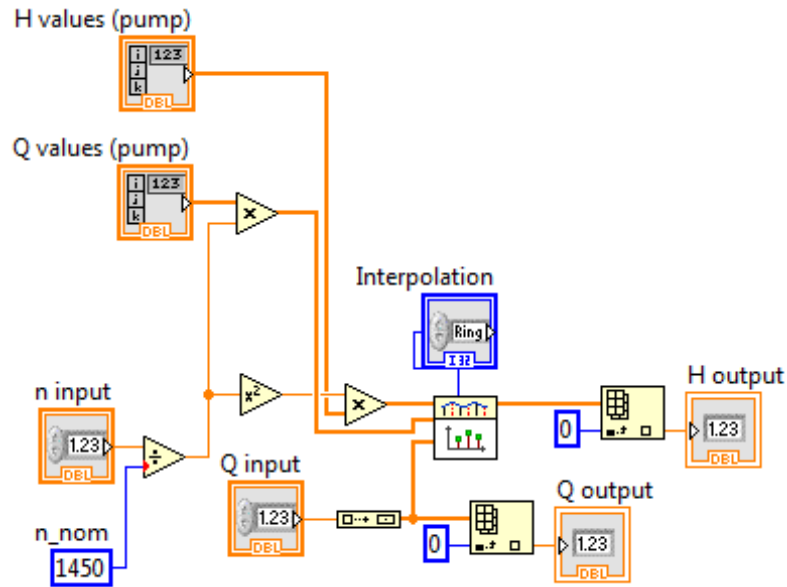 H values (pump)
i
j
k
123
DBL
Q values (pump)
i
j
k
123
DBL
x
Interpolation
Ring
I32
n input
1.23
DBL
÷
x²
x
H output
0
1.23
DBL
Q input
1.23
DBL
Q output
0
1.23
DBL
n_nom
1450